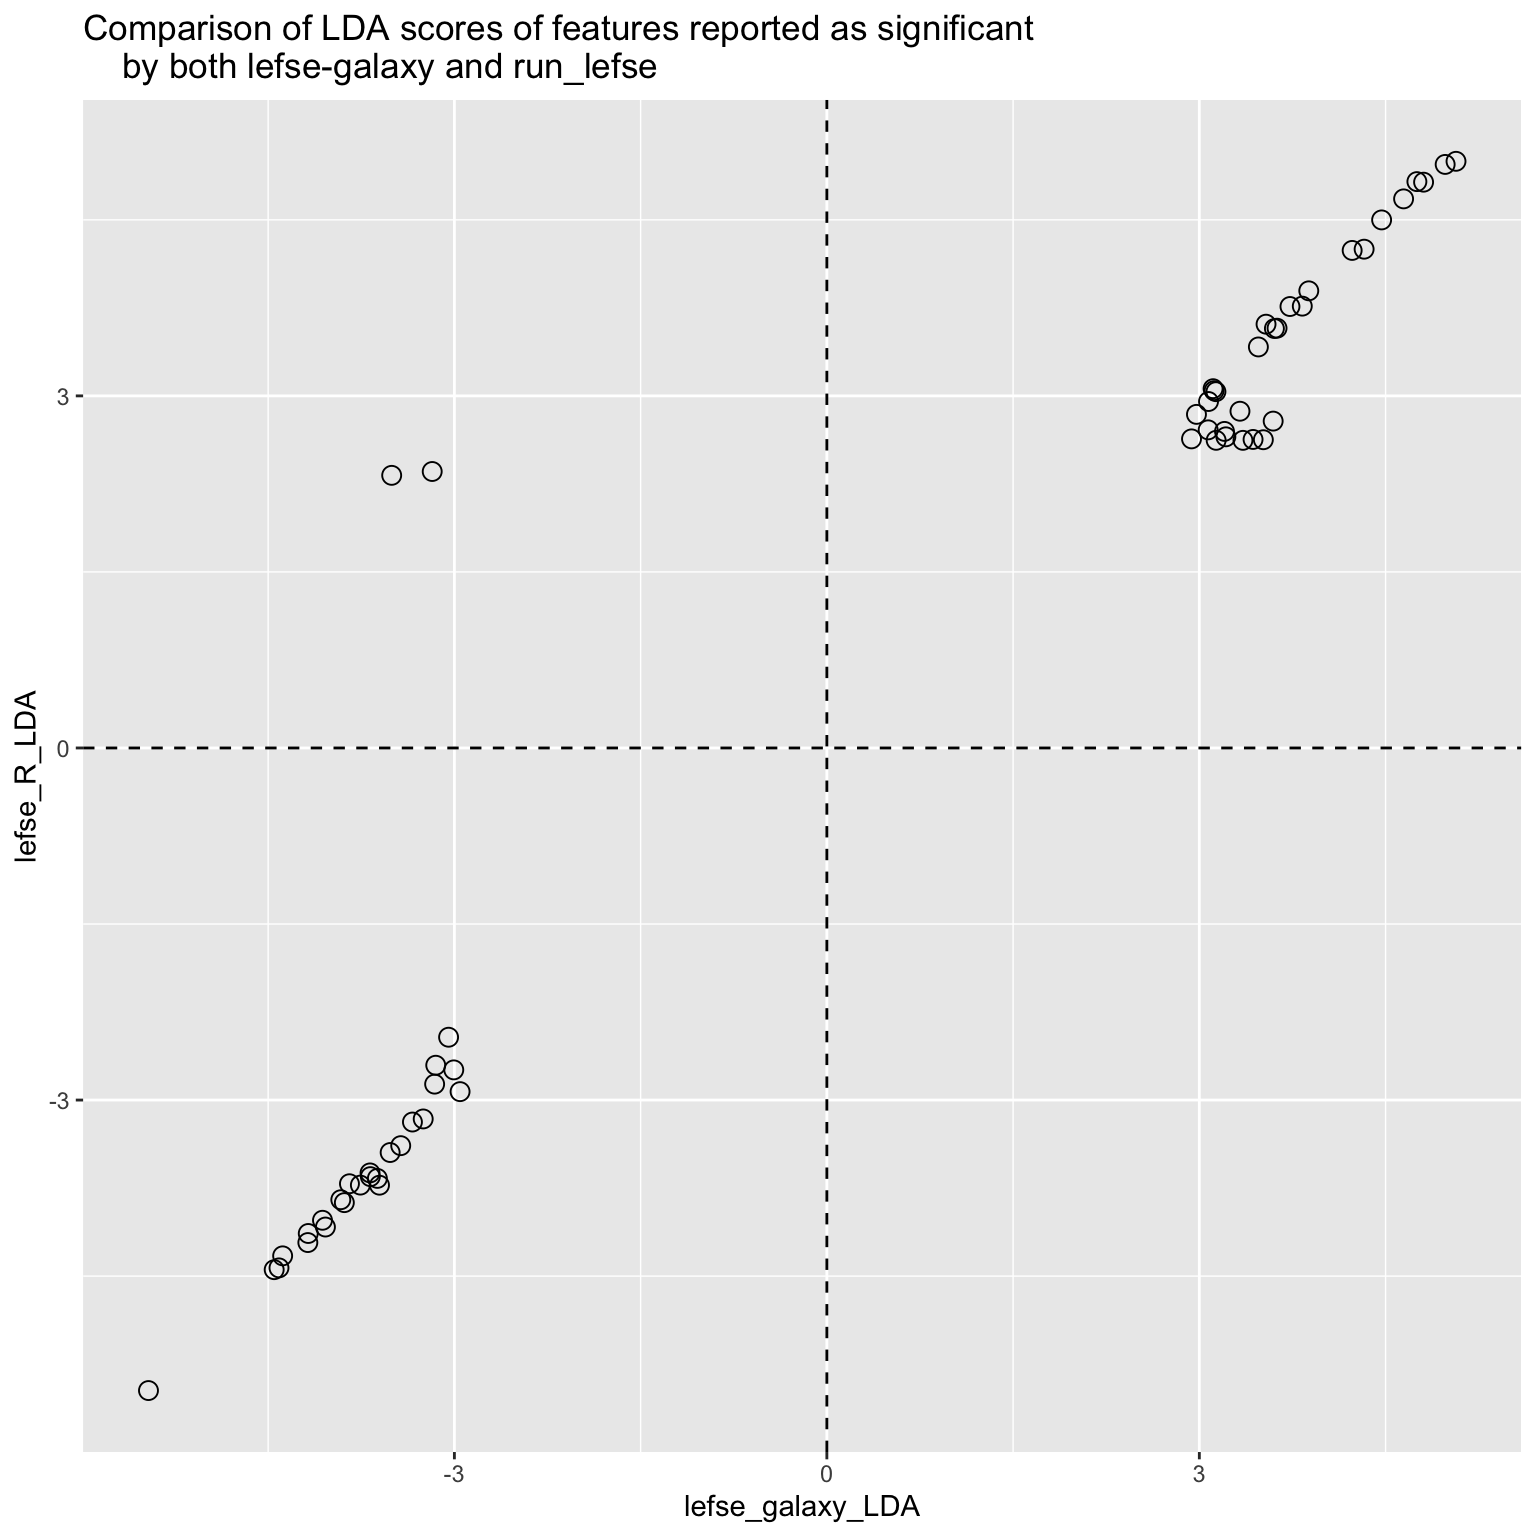 Comparison of LDA scores of features reported as significant
by both lefse-galaxy and run_lefse
3
0
-3
lefse_R_LDA
-3
0
3
lefse_galaxy_LDA